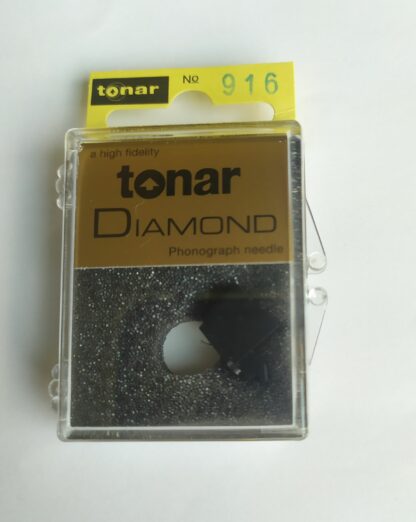 tonar No 916
a high fidelity
tonar
DIAMOND
Phonograph needle